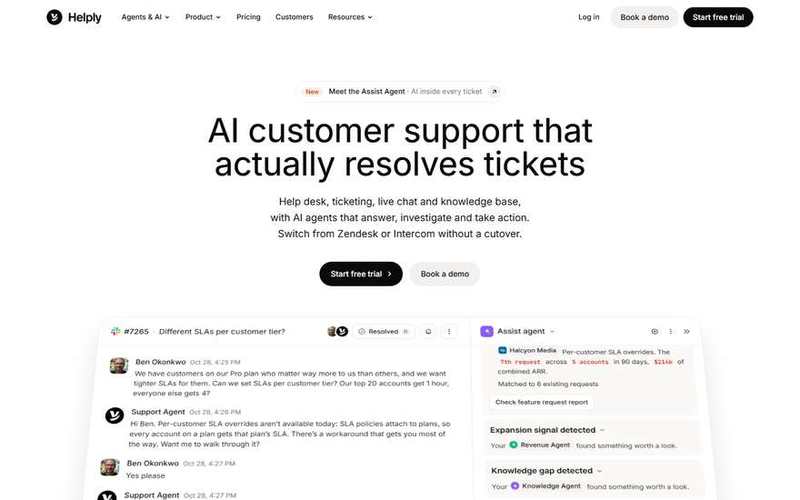 Helply
Agents & AI
Product
Pricing
Customers
Resources
Log in
Book a demo
Start free trial
New
Meet the Assist Agent · AI inside every ticket
AI customer support that
actually resolves tickets
Help desk, ticketing, live chat and knowledge base,
with AI agents that answer, investigate and take action.
Switch from Zendesk or Intercom without a cutover.
Start free trial
Book a demo
#7265 Different SLAs per customer tier?
Resolved
Ben Okonkwo Oct 28, 4:25 PM
We have customers on our Pro plan who matter way more to us than others, and we want
tighter SLAs for them. Can we set SLAs per customer tier? Our top 20 accounts get 1 hour,
everyone else gets 4?
Support Agent Oct 28, 4:26 PM
Hi Ben. Per-customer SLA overrides aren't available today: SLA policies attach to plans, so
every account on a plan gets that plan's SLA. There's a workaround that gets you most of
the way. Want me to walk through it?
Ben Okonkwo Oct 28, 4:27 PM
Yes please
Support Agent Oct 28, 4:27 PM
Assist agent
Halcyon Media Per-customer SLA overrides. The
7th request across 5 accounts in 90 days, $214k of
combined ARR.
Matched to 6 existing requests
Check feature request report
Expansion signal detected
Your Revenue Agent found something worth a look.
Knowledge gap detected
Your Knowledge Agent found something worth a look.